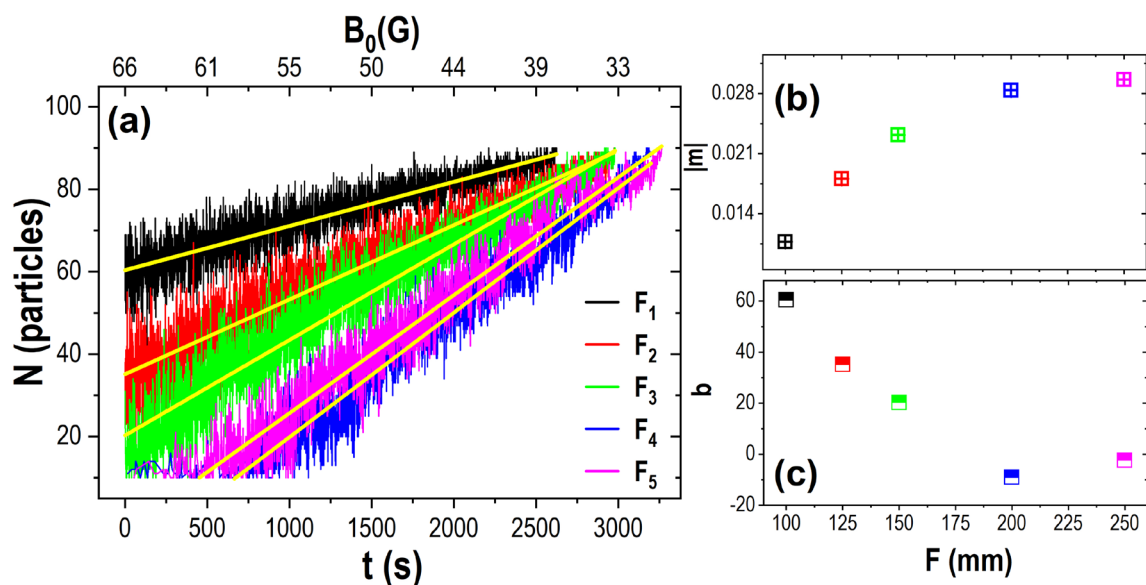 B₀(G)
66 61 55 50 44 39 33
(a)
100
80
60
40
20
N (particles)
F₁
F₂
F₃
F₄
F₅
0 500 1000 1500 2000 2500 3000
t (s)
(b)
0.028
0.021
0.014
|m|
60
40
20
0
-20
b
(c)
100 125 150 175 200 225 250
F (mm)